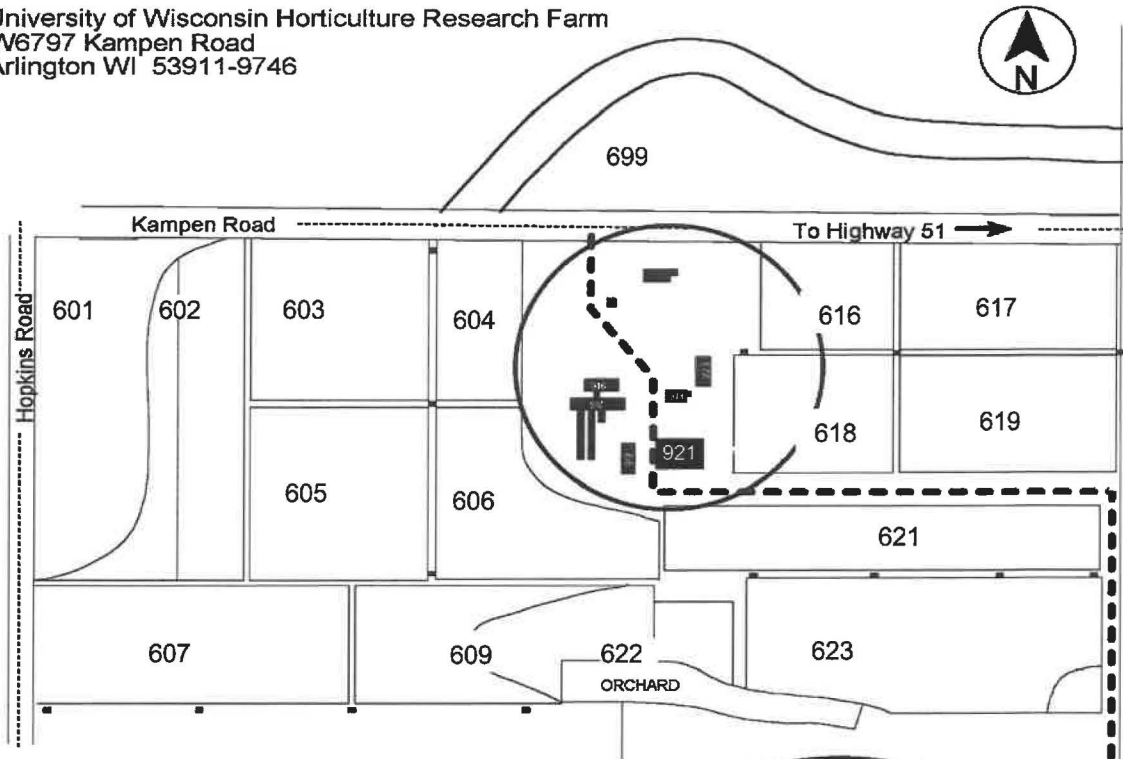 University of Wisconsin Horticulture Research Farm
W6797 Kampen Road
Arlington WI 53911-9746
N
699
Kampen Road
To Highway 51
Hopkins Road
601
602
603
604
616
617
618
619
921
605
606
621
607
609
622
623
ORCHARD